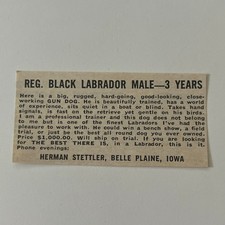 REG. BLACK LABRADOR MALE—3 YEARS
Here is a big, rugged, hard-going, good-looking, close-
working GUN DOG. He is beautifully trained, has a world
of experience, sits quiet in a boat or blind. Takes hand
signals, fast on the retrieve yet gentle on his birds.
I am a professional trainer and this dog does not belong
to me but is one of the finest Labradors I've had the
pleasure to work with. He could win a bench show, a field
trial, or just be the best all round dog you ever owned.
Price $1,000.00. Will ship on trial. If you are looking
for THE BEST THERE IS, in a Labrador, this is it.
Phone evenings:
HERMAN STETTLER, BELLE PLAINE, IOWA